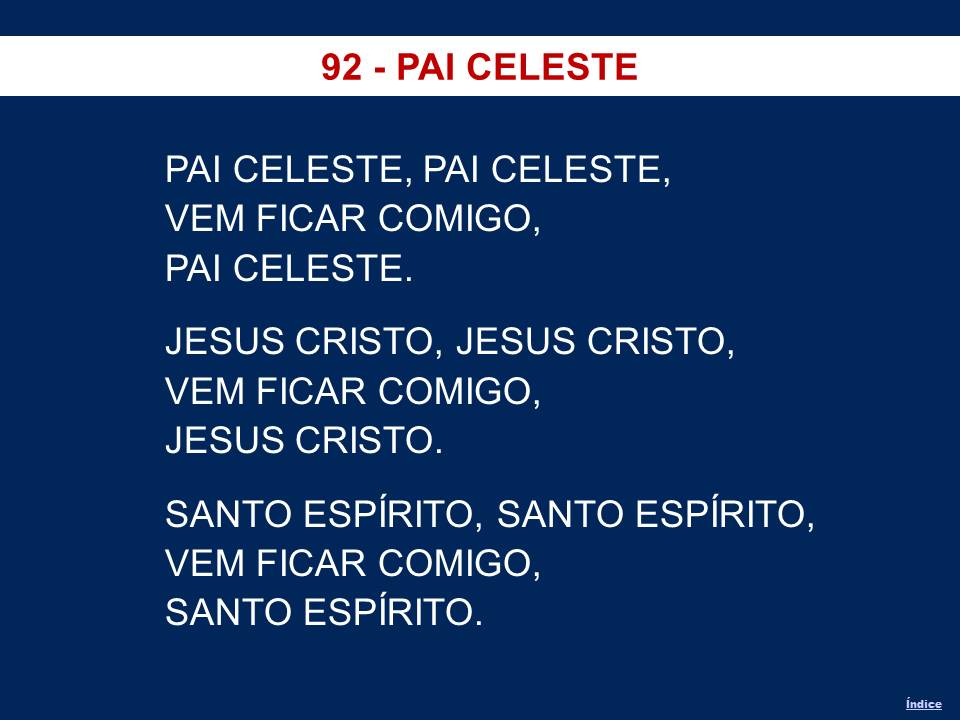 92 - PAI CELESTE
PAI CELESTE, PAI CELESTE,
VEM FICAR COMIGO,
PAI CELESTE.
JESUS CRISTO, JESUS CRISTO,
VEM FICAR COMIGO,
JESUS CRISTO.
SANTO ESPÍRITO, SANTO ESPÍRITO,
VEM FICAR COMIGO,
SANTO ESPÍRITO.
Índice